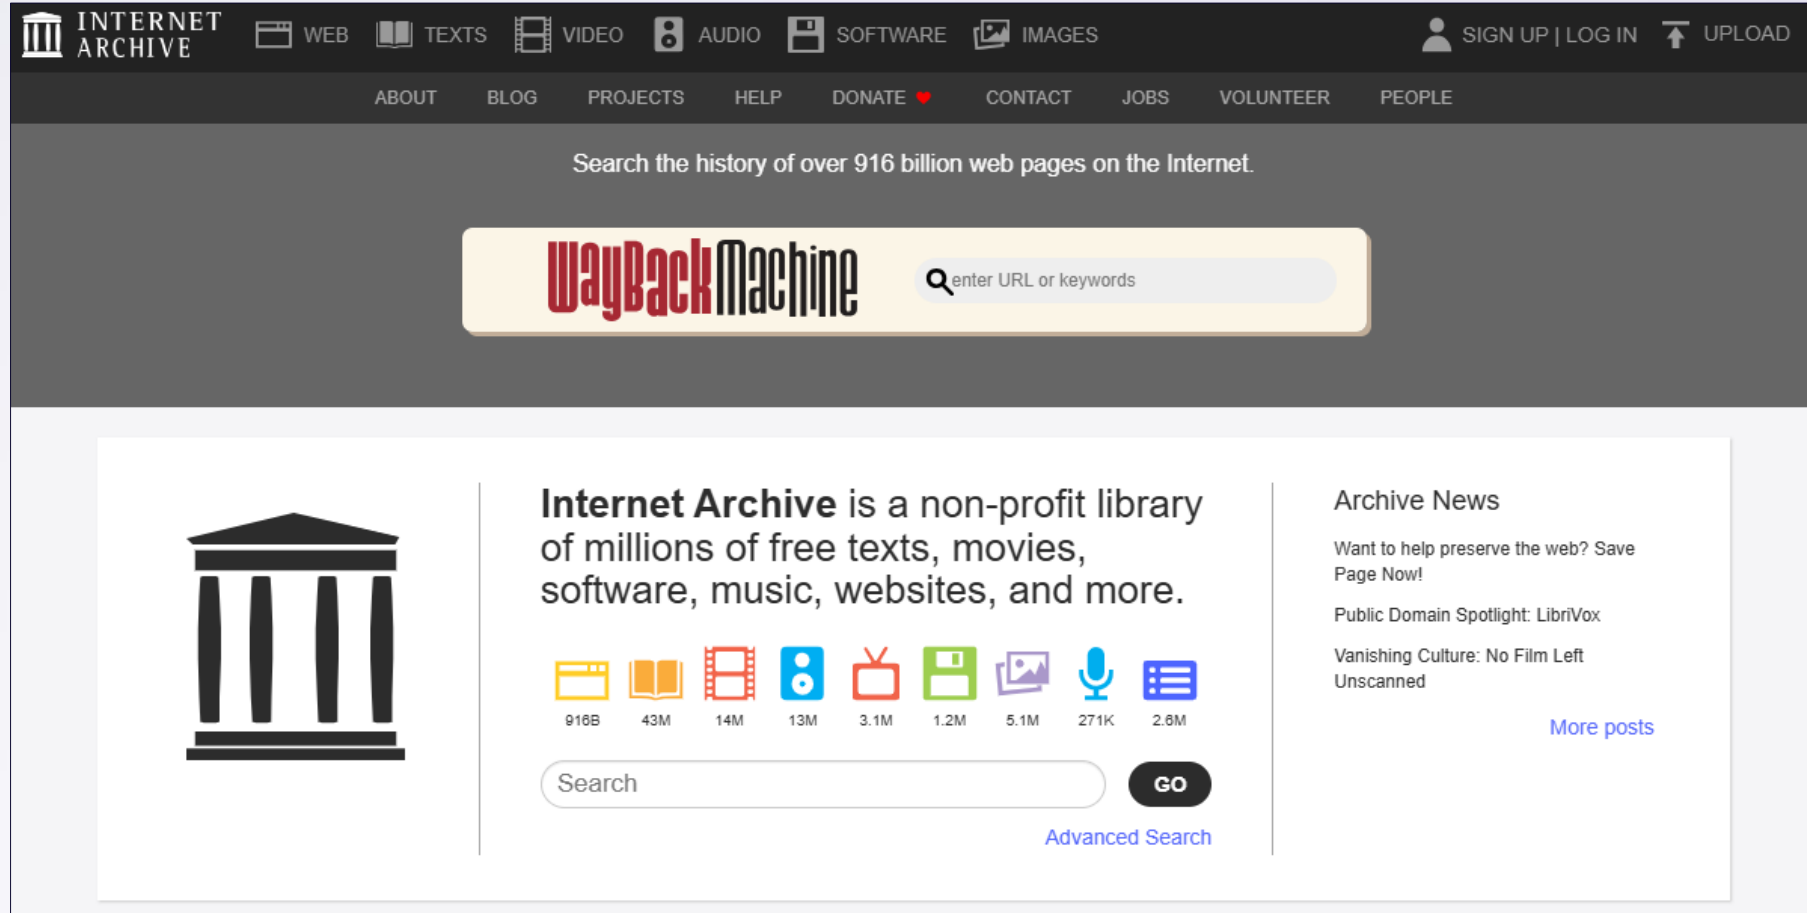 INTERNET
ARCHIVE
WEB TEXTS VIDEO AUDIO SOFTWARE IMAGES SIGN UP | LOG IN UPLOAD
ABOUT BLOG PROJECTS HELP DONATE CONTACT JOBS VOLUNTEER PEOPLE
Search the history of over 916 billion web pages on the Internet.
WayBackMachine
enter URL or keywords
Internet Archive is a non-profit library
of millions of free texts, movies,
software, music, websites, and more.
916B 43M 14M 13M 3.1M 1.2M 5.1M 271K 2.6M
Search GO
Advanced Search
Archive News
Want to help preserve the web? Save
Page Now!
Public Domain Spotlight: LibriVox
Vanishing Culture: No Film Left
Unscanned
More posts